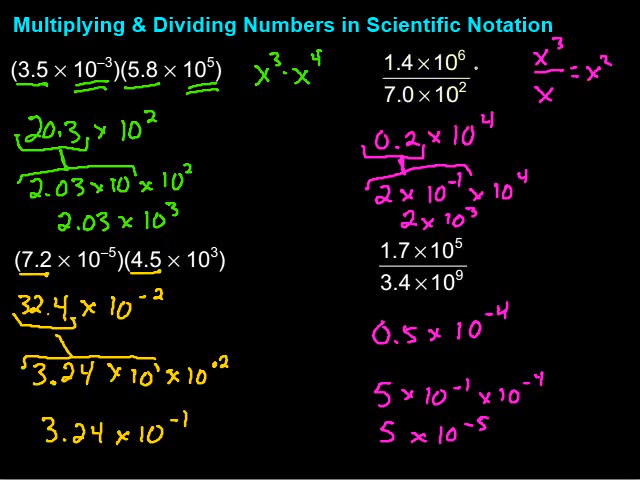 Multiplying & Dividing Numbers in Scientific Notation
(3.5 × 10⁻³)(5.8 × 10⁵)
x³ · x⁴
20.3 × 10²
2.03 × 10¹ × 10²
2.03 × 10³
1.4 × 10⁶
7.0 × 10²
x³
x
= x²
0.2 × 10⁴
2 × 10⁻¹ × 10⁴
2 × 10³
(7.2 × 10⁻⁵)(4.5 × 10³)
32.4 × 10⁻²
3.24 × 10¹ × 10⁻²
3.24 × 10⁻¹
1.7 × 10⁵
3.4 × 10⁹
0.5 × 10⁻⁴
5 × 10⁻¹ × 10⁻⁴
5 × 10⁻⁵